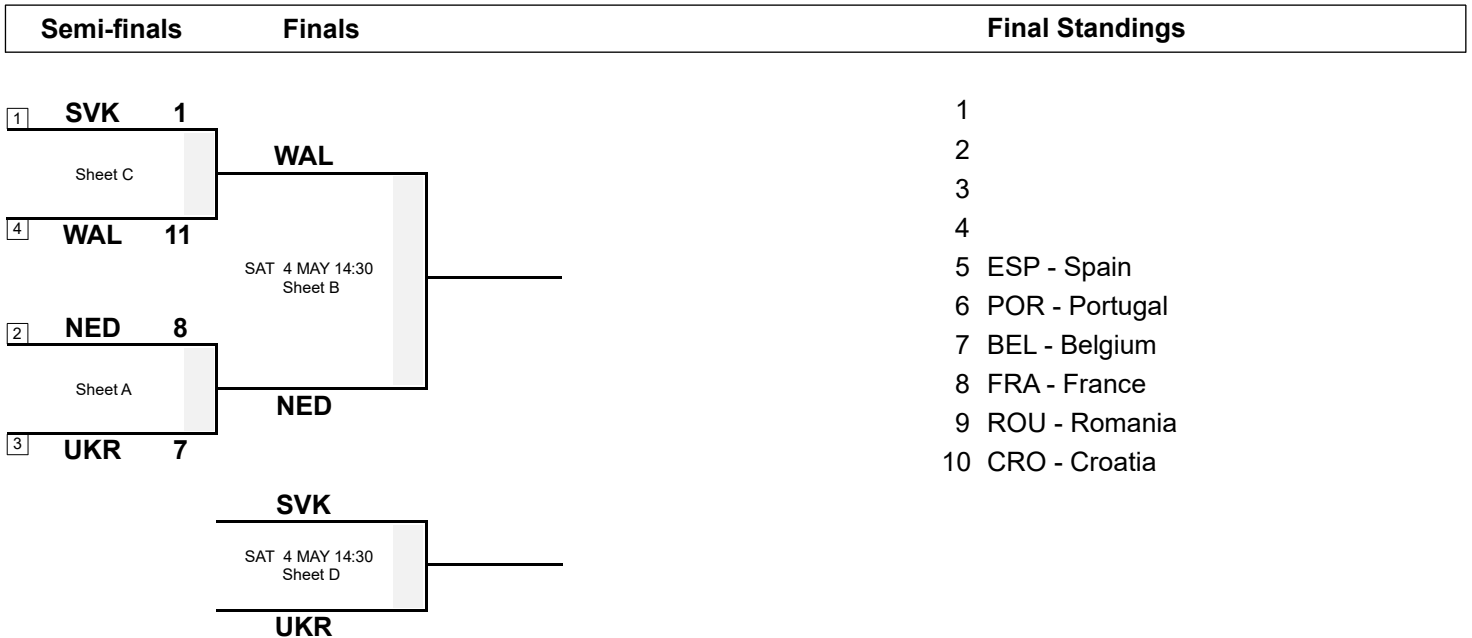 Semi-finals Finals Final Standings
1 SVK 1
Sheet C
4 WAL 11
WAL
SAT 4 MAY 14:30
Sheet B
2 NED 8
Sheet A
3 UKR 7
NED
SVK
SAT 4 MAY 14:30
Sheet D
UKR
1
2
3
4
5 ESP - Spain
6 POR - Portugal
7 BEL - Belgium
8 FRA - France
9 ROU - Romania
10 CRO - Croatia